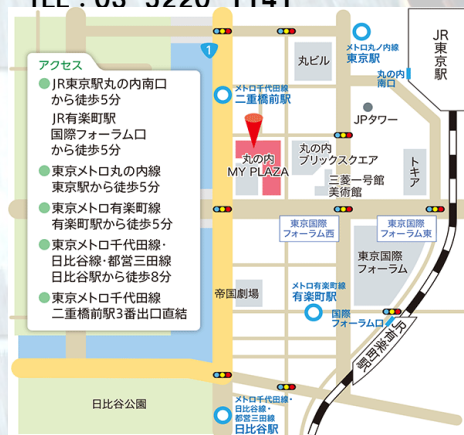 TEL：03-5220-1141
アクセス
JR東京駅丸の内南口
から徒歩5分
JR有楽町駅
国際フォーラム口
から徒歩5分
東京メトロ丸の内線
東京駅から徒歩5分
東京メトロ有楽町線
有楽町駅から徒歩5分
東京メトロ千代田線・
日比谷線・都営三田線
日比谷駅から徒歩8分
東京メトロ千代田線
二重橋前駅3番出口直結
1
丸ビル
メトロ丸ノ内線
東京駅
JR東京駅
丸の内
南口
メトロ千代田線
二重橋前駅
JPタワー
丸の内
MY PLAZA
丸の内
ブリックスクエア
三菱一号館
美術館
トキア
東京国際
フォーラム西
東京国際
フォーラム東
東京国際
フォーラム
帝国劇場
メトロ有楽町線
有楽町駅
国際
フォーラム口
JR有楽町駅
日比谷公園
メトロ千代田線・
日比谷線・
都営三田線
日比谷駅